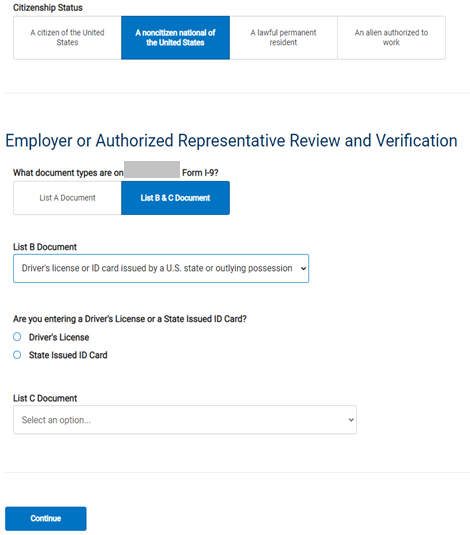 Citizenship Status
A citizen of the United
States
A noncitizen national of
the United States
A lawful permanent
resident
An alien authorized to
work
Employer or Authorized Representative Review and Verification
What document types are on Form I-9?
List A Document
List B & C Document
List B Document
Driver's license or ID card issued by a U.S. state or outlying possession
Are you entering a Driver's License or a State Issued ID Card?
Driver's License
State Issued ID Card
List C Document
Select an option...
Continue